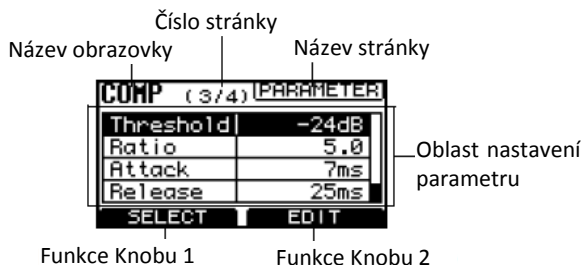 Číslo stránky
Název obrazovky
Název stránky
COMP (3/4) PARAMETER
Threshold -24dB
Ratio 5.0
Attack 7ms
Release 25ms
SELECT EDIT
Oblast nastavení
parametru
Funkce Knobu 1
Funkce Knobu 2